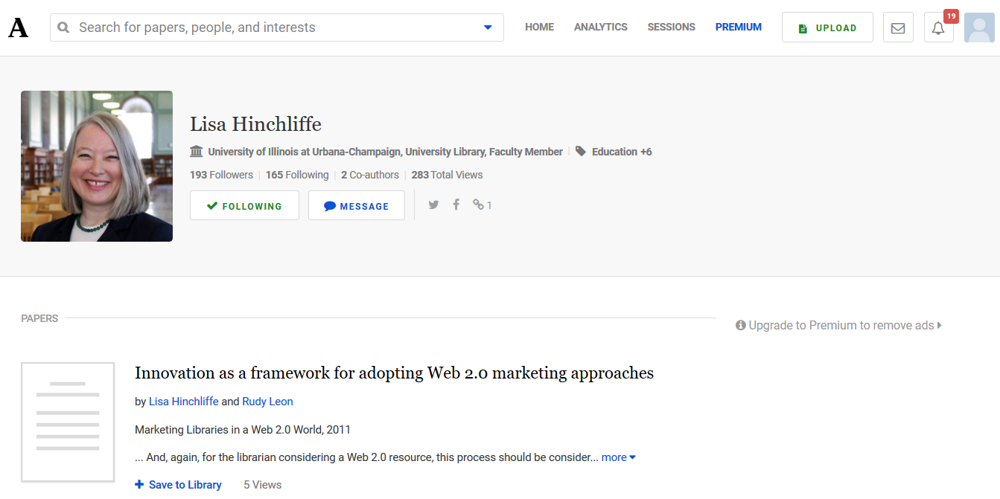 A
Search for papers, people, and interests
HOME ANALYTICS SESSIONS PREMIUM UPLOAD 19
Lisa Hinchliffe
University of Illinois at Urbana-Champaign, University Library, Faculty Member | Education +6
193 Followers | 165 Following | 2 Co-authors | 283 Total Views
FOLLOWING MESSAGE 1
PAPERS
Upgrade to Premium to remove ads
Innovation as a framework for adopting Web 2.0 marketing approaches
by Lisa Hinchliffe and Rudy Leon
Marketing Libraries in a Web 2.0 World, 2011
... And, again, for the librarian considering a Web 2.0 resource, this process should be consider... more
Save to Library 5 Views